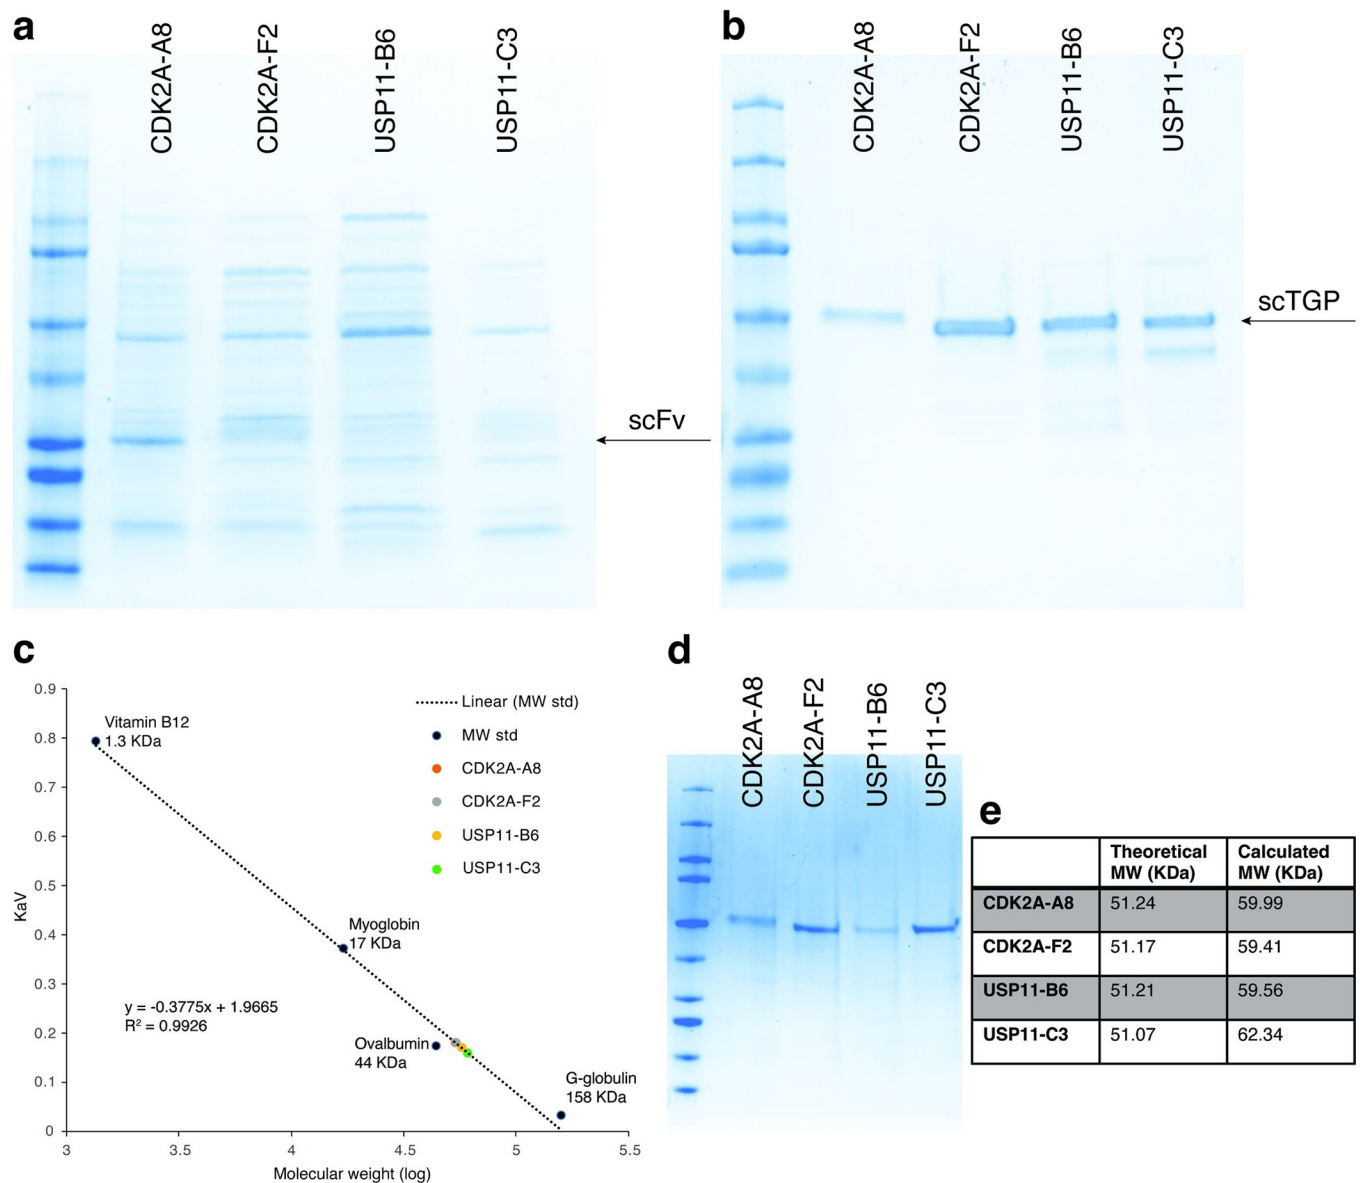 a
CDK2A-A8
CDK2A-F2
USP11-B6
USP11-C3
scFv
b
CDK2A-A8
CDK2A-F2
USP11-B6
USP11-C3
scTGP
c
0.9
0.8
0.7
0.6
0.5
0.4
0.3
0.2
0.1
0
KaV
3
3.5
4
4.5
5
5.5
Molecular weight (log)
Vitamin B12
1.3 KDa
Myoglobin
17 KDa
Ovalbumin
44 KDa
G-globulin
158 KDa
y = -0.3775x + 1.9665
R² = 0.9926
Linear (MW std)
MW std
CDK2A-A8
CDK2A-F2
USP11-B6
USP11-C3
d
CDK2A-A8
CDK2A-F2
USP11-B6
USP11-C3
e
Theoretical MW (KDa) Calculated MW (KDa)
CDK2A-A8 51.24 59.99
CDK2A-F2 51.17 59.41
USP11-B6 51.21 59.56
USP11-C3 51.07 62.34